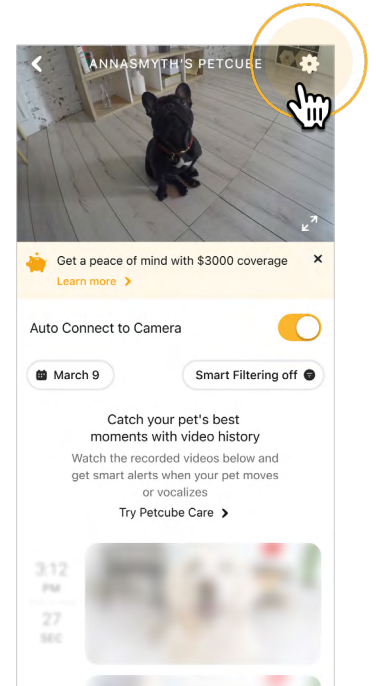 ANNASMYTH'S PETCUBE
Get a peace of mind with $3000 coverage
Learn more
Auto Connect to Camera
March 9
Smart Filtering off
Catch your pet's best
moments with video history
Watch the recorded videos below and
get smart alerts when your pet moves
or vocalizes
Try Petcube Care
3:12
PM
27
SEC